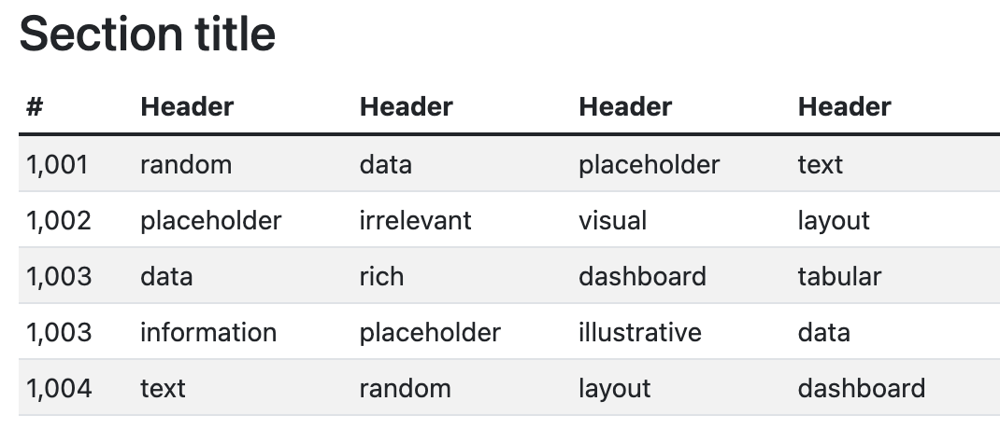 Section title
# Header Header Header Header
1,001 random data placeholder text
1,002 placeholder irrelevant visual layout
1,003 data rich dashboard tabular
1,003 information placeholder illustrative data
1,004 text random layout dashboard